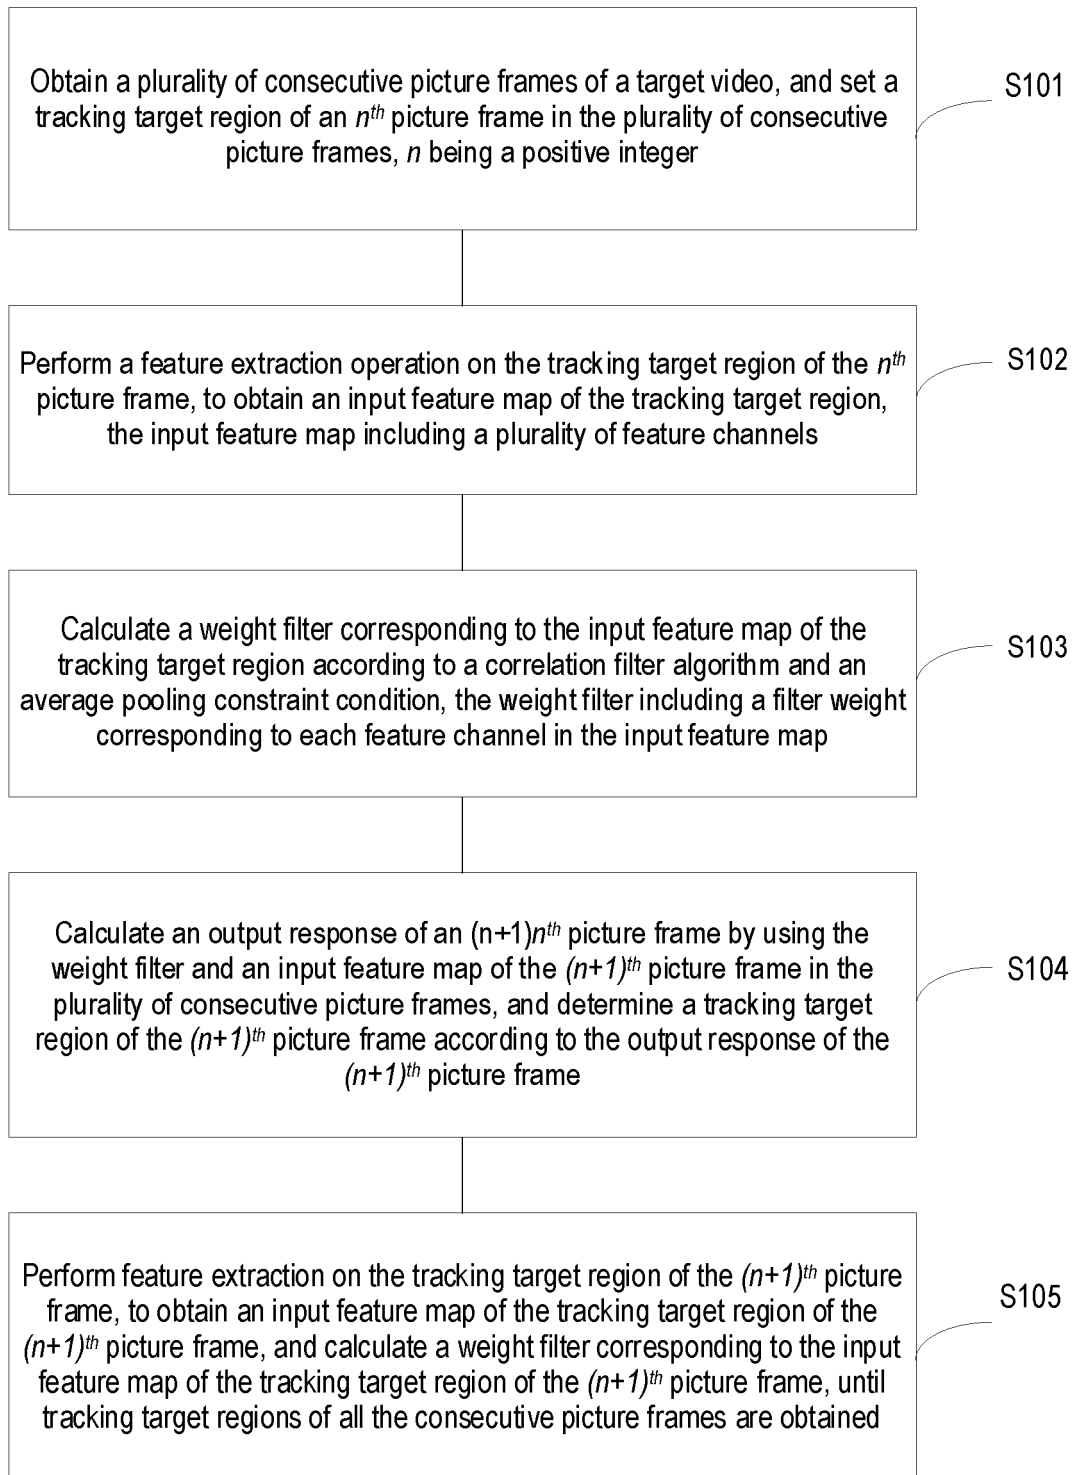 Obtain a plurality of consecutive picture frames of a target video, and set a
tracking target region of an nth picture frame in the plurality of consecutive
picture frames, n being a positive integer
S101
Perform a feature extraction operation on the tracking target region of the nth
picture frame, to obtain an input feature map of the tracking target region,
the input feature map including a plurality of feature channels
S102
Calculate a weight filter corresponding to the input feature map of the
tracking target region according to a correlation filter algorithm and an
average pooling constraint condition, the weight filter including a filter weight
corresponding to each feature channel in the input feature map
S103
Calculate an output response of an (n+1)nth picture frame by using the
weight filter and an input feature map of the (n+1)th picture frame in the
plurality of consecutive picture frames, and determine a tracking target
region of the (n+1)th picture frame according to the output response of the
(n+1)th picture frame
S104
Perform feature extraction on the tracking target region of the (n+1)th picture
frame, to obtain an input feature map of the tracking target region of the
(n+1)th picture frame, and calculate a weight filter corresponding to the input
feature map of the tracking target region of the (n+1)th picture frame, until
tracking target regions of all the consecutive picture frames are obtained
S105